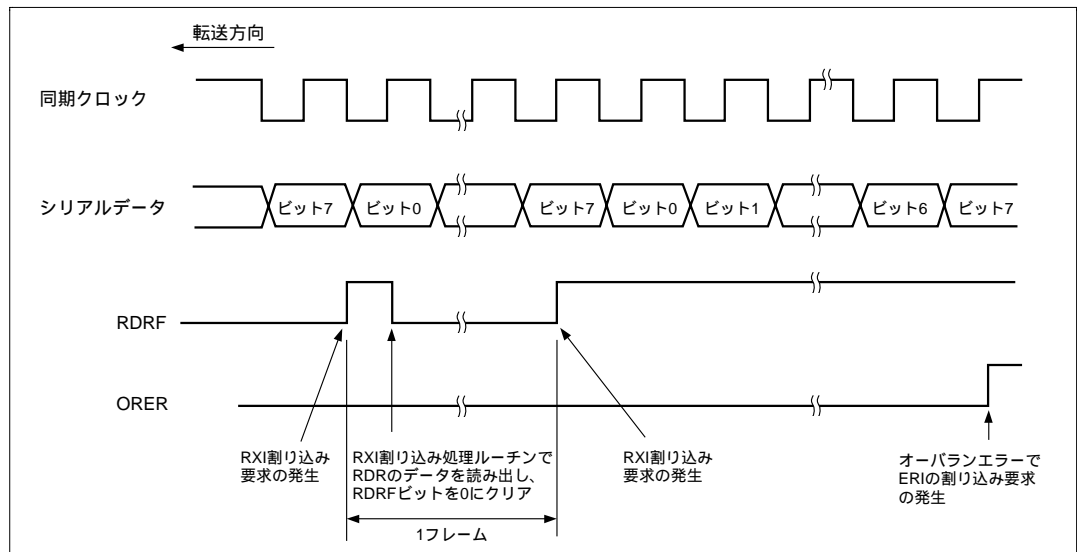 転送方向
同期クロック
シリアルデータ
ビット7
ビット0
ビット7
ビット0
ビット1
ビット6
ビット7
RDRF
ORER
RXI割り込み
要求の発生
RXI割り込み処理ルーチンで
RDRのデータを読み出し、
RDRFビットを0にクリア
RXI割り込み
要求の発生
オーバランエラーで
ERIの割り込み要求
の発生
1フレーム